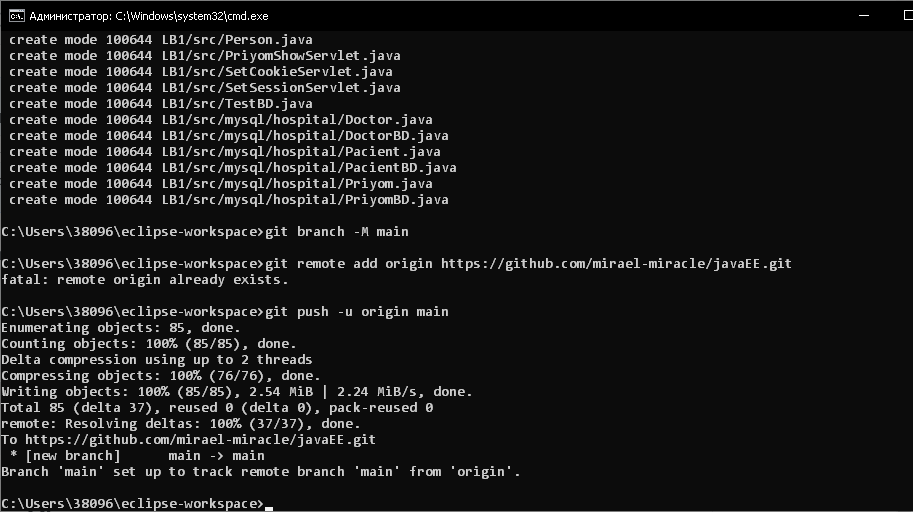 Администратор: C:\Windows\system32\cmd.exe
create mode 100644 LB1/src/Person.java
create mode 100644 LB1/src/PriyomShowServlet.java
create mode 100644 LB1/src/SetCookieServlet.java
create mode 100644 LB1/src/SetSessionServlet.java
create mode 100644 LB1/src/TestBD.java
create mode 100644 LB1/src/mysql/hospital/Doctor.java
create mode 100644 LB1/src/mysql/hospital/DoctorBD.java
create mode 100644 LB1/src/mysql/hospital/Pacient.java
create mode 100644 LB1/src/mysql/hospital/PacientBD.java
create mode 100644 LB1/src/mysql/hospital/Priyom.java
create mode 100644 LB1/src/mysql/hospital/PriyomBD.java
C:\Users\38096\eclipse-workspace>git branch -M main
C:\Users\38096\eclipse-workspace>git remote add origin https://github.com/mirael-miracle/javaEE.git
fatal: remote origin already exists.
C:\Users\38096\eclipse-workspace>git push -u origin main
Enumerating objects: 85, done.
Counting objects: 100% (85/85), done.
Delta compression using up to 2 threads
Compressing objects: 100% (76/76), done.
Writing objects: 100% (85/85), 2.54 MiB | 2.24 MiB/s, done.
Total 85 (delta 37), reused 0 (delta 0), pack-reused 0
remote: Resolving deltas: 100% (37/37), done.
To https://github.com/mirael-miracle/javaEE.git
* [new branch]      main -> main
Branch 'main' set up to track remote branch 'main' from 'origin'.
C:\Users\38096\eclipse-workspace>